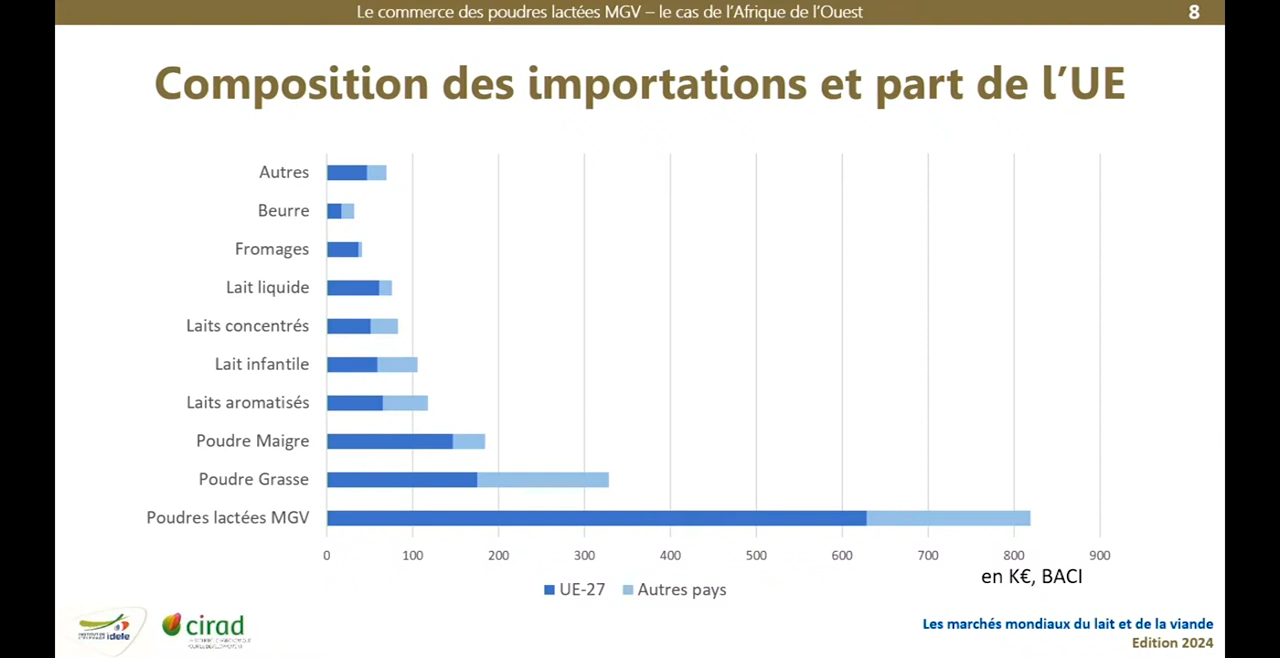 Le commerce des poudres lactées MGV – le cas de l'Afrique de l'Ouest
8
Composition des importations et part de l'UE
Autres
Beurre
Fromages
Lait liquide
Laits concentrés
Lait infantile
Laits aromatisés
Poudre Maigre
Poudre Grasse
Poudres lactées MGV
0 100 200 300 400 500 600 700 800 900
en K€, BACI
UE-27 Autres pays
idele
cirad
Les marchés mondiaux du lait et de la viande
Edition 2024